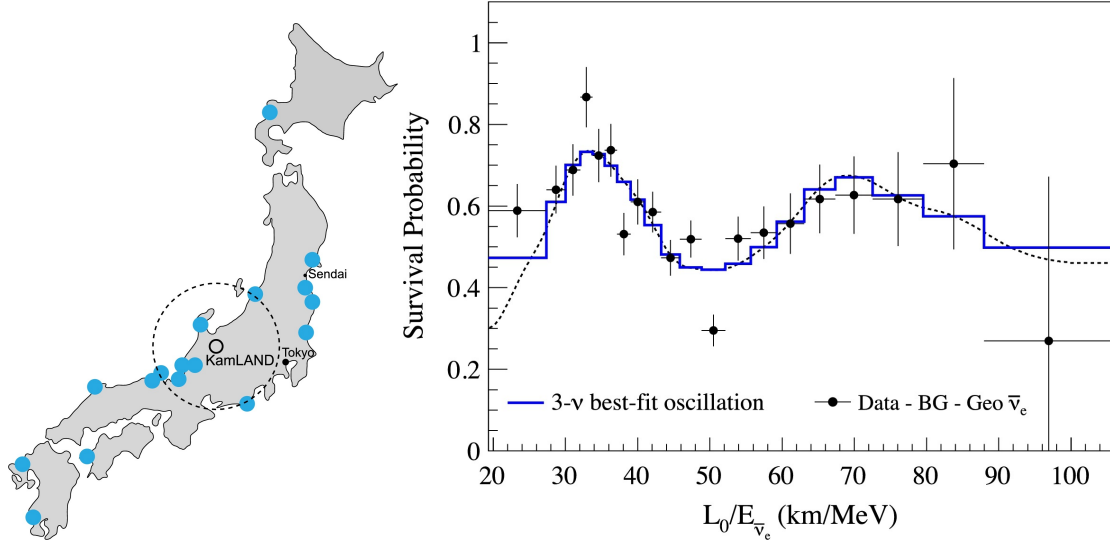 Sendai
KamLAND
Tokyo
Survival Probability
1
0.8
0.6
0.4
0.2
0
3-ν best-fit oscillation
Data - BG - Geo ν̅ₑ
20 30 40 50 60 70 80 90 100
L₀/E_ν̅ₑ (km/MeV)